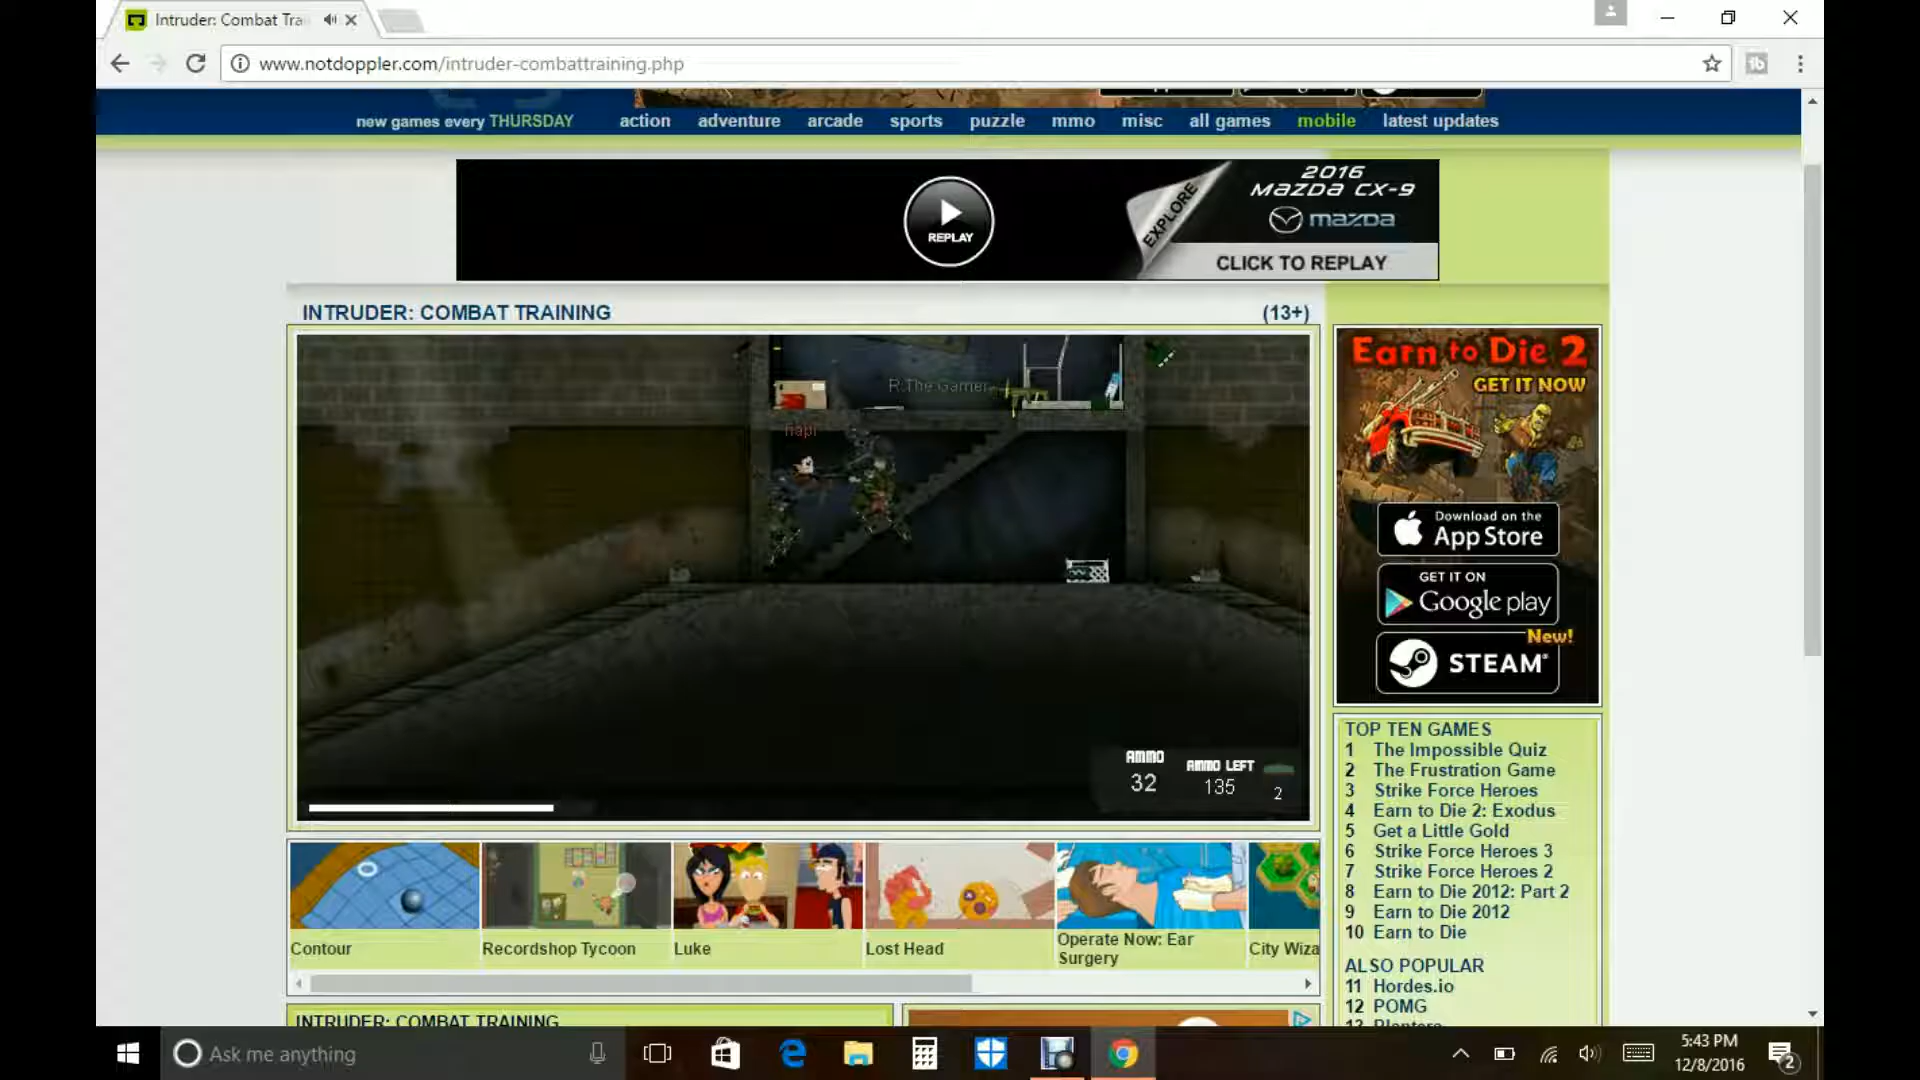 Intruder: Combat Trai
www.notdoppler.com/intruder-combattraining.php
new games every THURSDAY
action adventure arcade sports puzzle mmo misc all games mobile latest updates
REPLAY
EXPLORE
2016
MAZDA CX-9
mazda
CLICK TO REPLAY
INTRUDER: COMBAT TRAINING
(13+)
R.The Gamer
AMMO
32
AMMO LEFT
135
2
Earn to Die 2
GET IT NOW
Download on the
App Store
GET IT ON
Google play
New!
STEAM
TOP TEN GAMES
1 The Impossible Quiz
2 The Frustration Game
3 Strike Force Heroes
4 Earn to Die 2: Exodus
5 Get a Little Gold
6 Strike Force Heroes 3
7 Strike Force Heroes 2
8 Earn to Die 2012: Part 2
9 Earn to Die 2012
10 Earn to Die
ALSO POPULAR
11 Hordes.io
12 POMG
Contour
Recordshop Tycoon
Luke
Lost Head
Operate Now: Ear
Surgery
City Wiza
INTRUDER: COMBAT TRAINING
Ask me anything
5:43 PM
12/8/2016
2